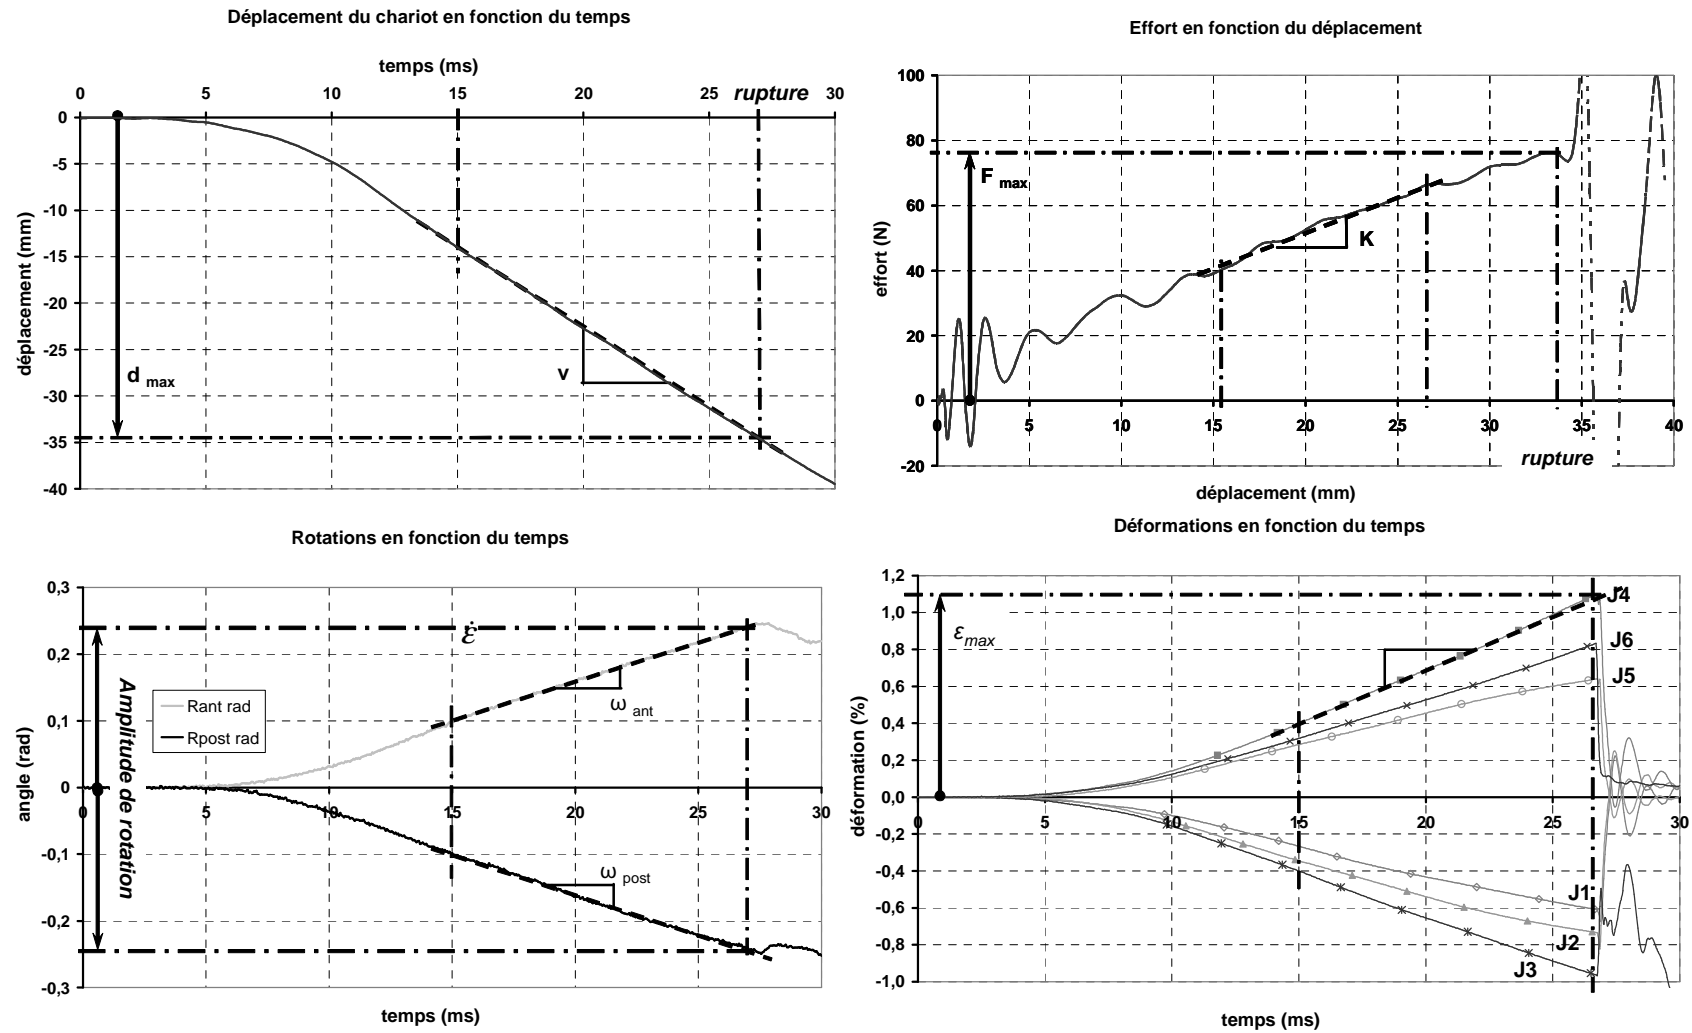 Déplacement du chariot en fonction du temps
temps (ms)
0 5 10 15 20 25 rupture 30
0
-5
-10
-15
-20
-25
-30
-35
-40
déplacement (mm)
d max
v
Effort en fonction du déplacement
100
80
60
40
20
0
-20
effort (N)
F max
K
0 5 10 15 20 25 30 35 40
rupture
déplacement (mm)
Rotations en fonction du temps
0,3
0,2
0,1
0
-0,1
-0,2
-0,3
angle (rad)
Amplitude de rotation
ε̇
Rant rad
Rpost rad
ω ant
ω post
5 10 15 20 25 30
temps (ms)
Déformations en fonction du temps
1,2
1,0
0,8
0,6
0,4
0,2
0,0
-0,2
-0,4
-0,6
-0,8
-1,0
déformation (%)
εmax
J4
J6
J5
0 5 10 15 20 25 30
J1
J2
J3
temps (ms)